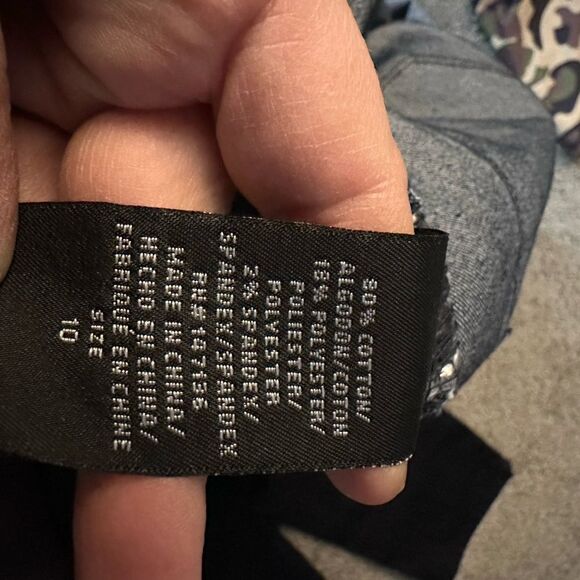 80% COTTON/
ALGODON/COTON
18% POLYESTER/
POLIESTER/
POLYESTER
2% SPANDEX/
SPANDEX/SPANDEX
RN# 147136
MADE IN CHINA/
HECHO EN CHINA/
FABRIQUE EN CHINE
SIZE
10